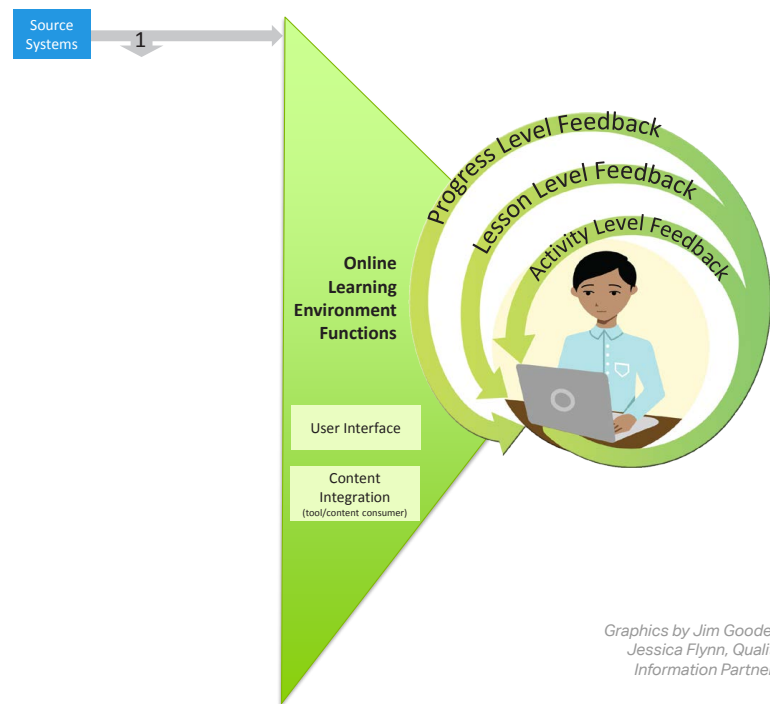 Source
Systems
1
Progress Level Feedback
Lesson Level Feedback
Activity Level Feedback
Online
Learning
Environment
Functions
User Interface
Content
Integration
(tool/content consumer)
Graphics by Jim Goode
Jessica Flynn, Quali
Information Partner